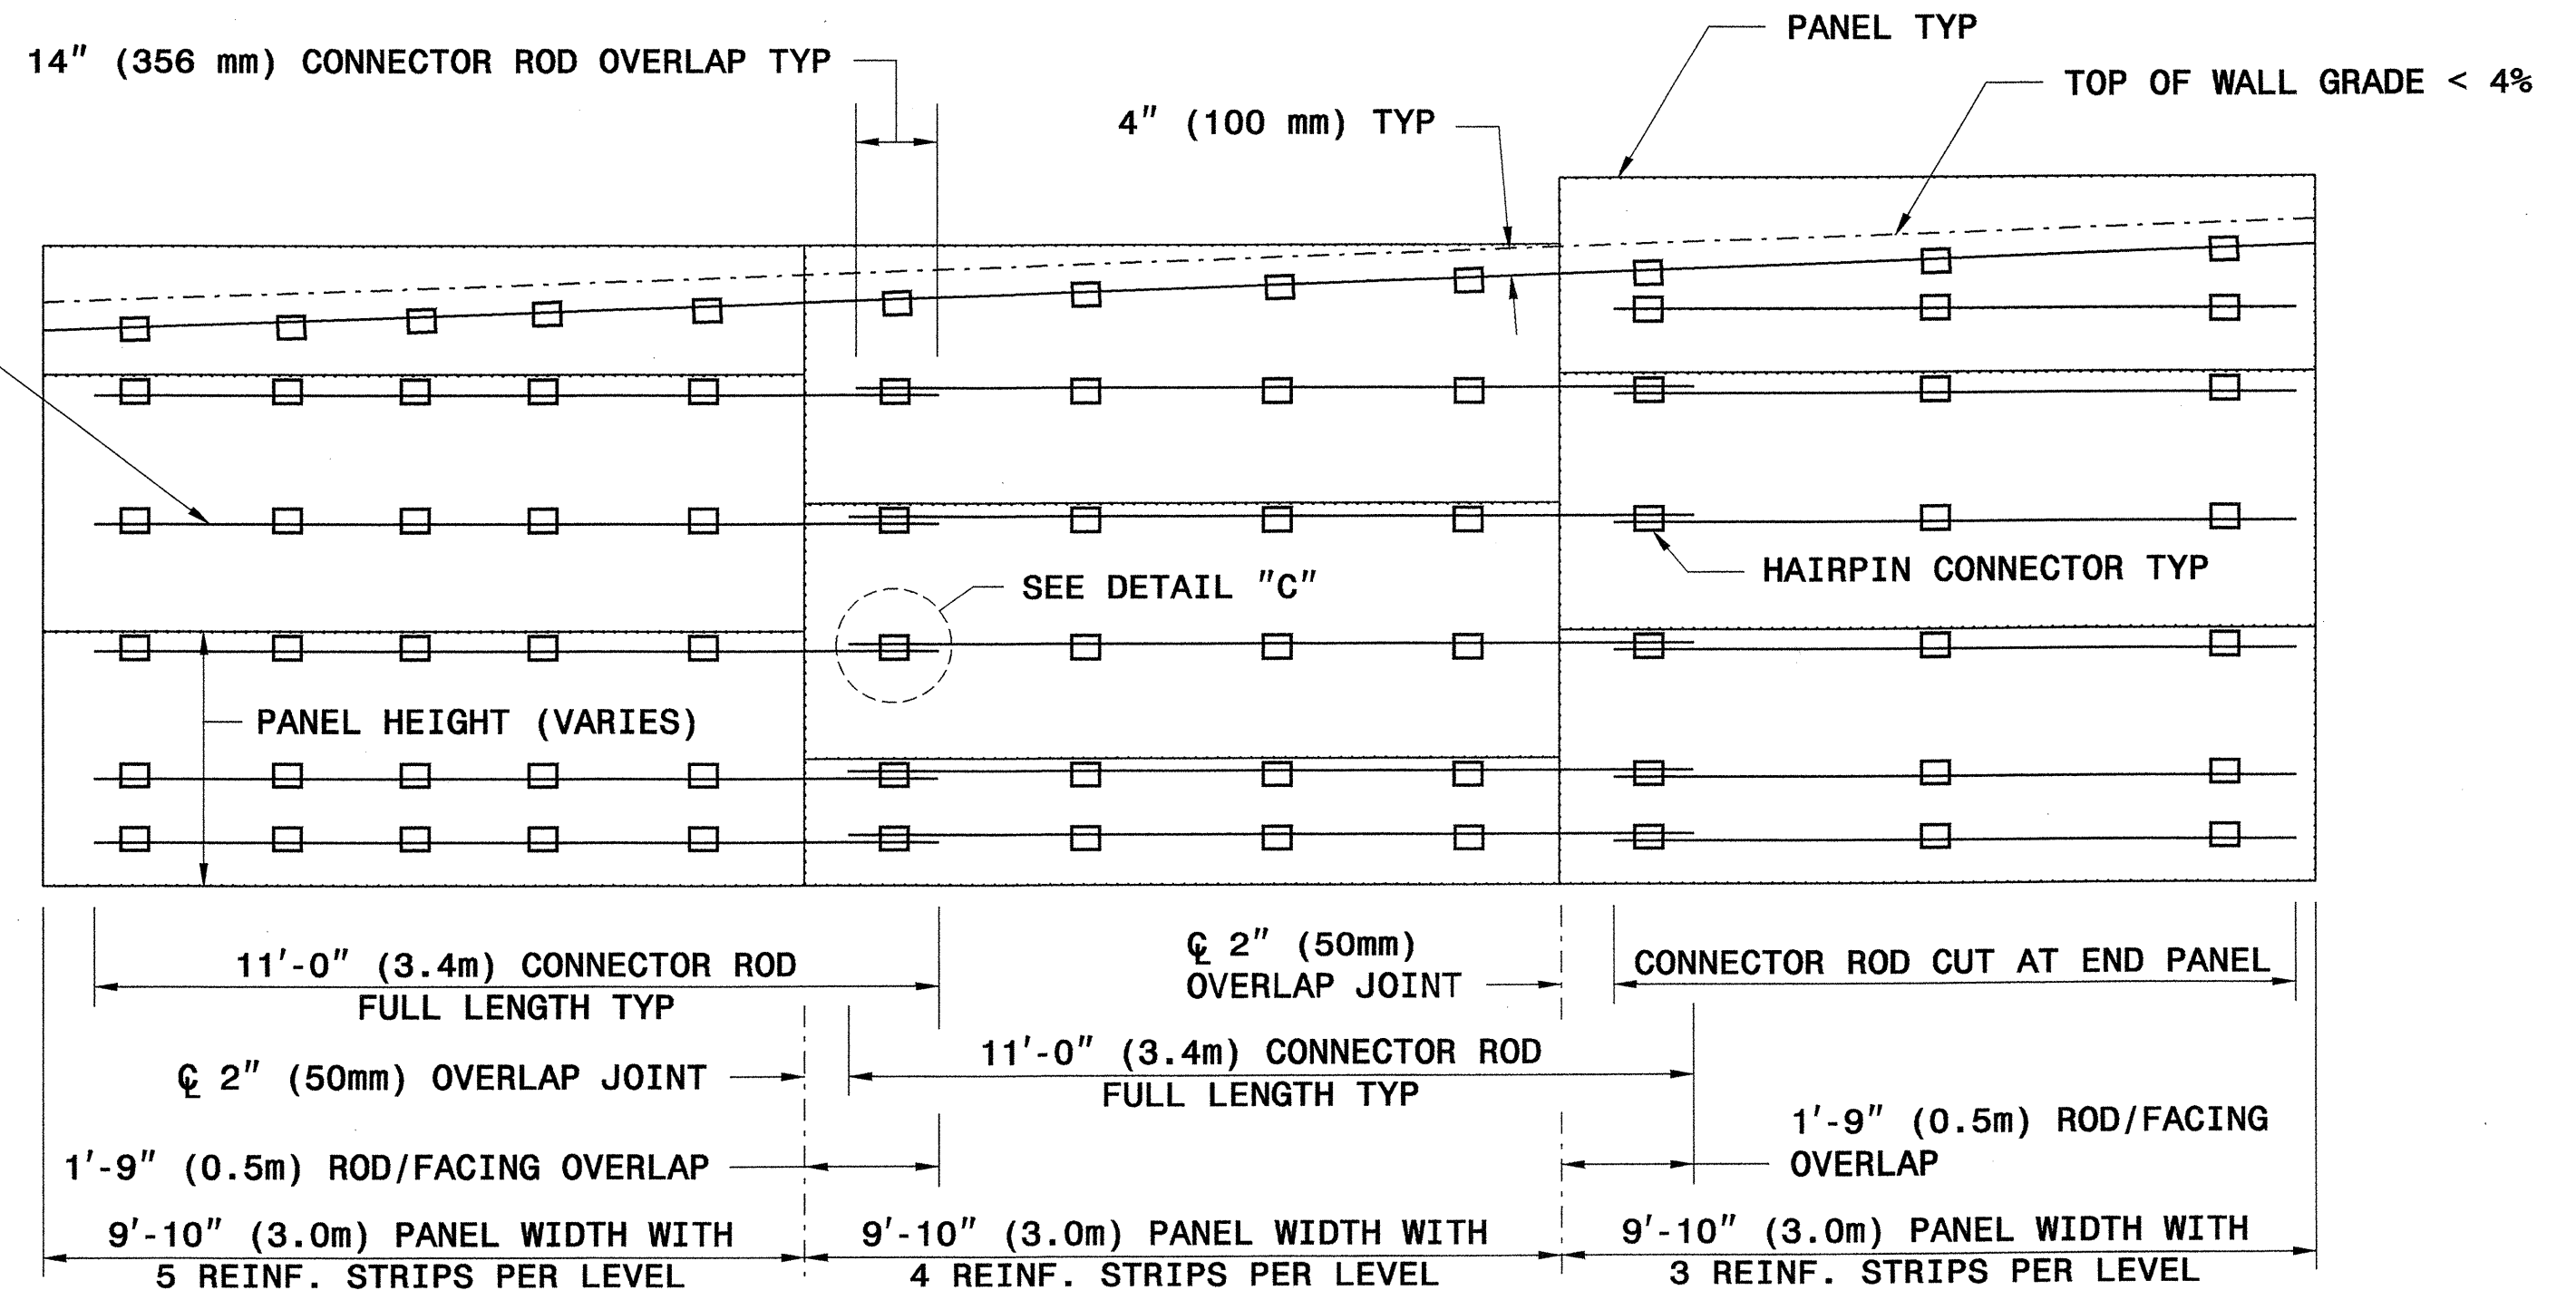 PANEL TYP
14" (356 mm) CONNECTOR ROD OVERLAP TYP
TOP OF WALL GRADE < 4%
4" (100 mm) TYP
HAIRPIN CONNECTOR TYP
SEE DETAIL "C"
PANEL HEIGHT (VARIES)
11'-0" (3.4m) CONNECTOR ROD
FULL LENGTH TYP
℄ 2" (50mm)
OVERLAP JOINT
CONNECTOR ROD CUT AT END PANEL
℄ 2" (50mm) OVERLAP JOINT
11'-0" (3.4m) CONNECTOR ROD
FULL LENGTH TYP
1'-9" (0.5m) ROD/FACING OVERLAP
1'-9" (0.5m) ROD/FACING
OVERLAP
9'-10" (3.0m) PANEL WIDTH WITH
5 REINF. STRIPS PER LEVEL
9'-10" (3.0m) PANEL WIDTH WITH
4 REINF. STRIPS PER LEVEL
9'-10" (3.0m) PANEL WIDTH WITH
3 REINF. STRIPS PER LEVEL